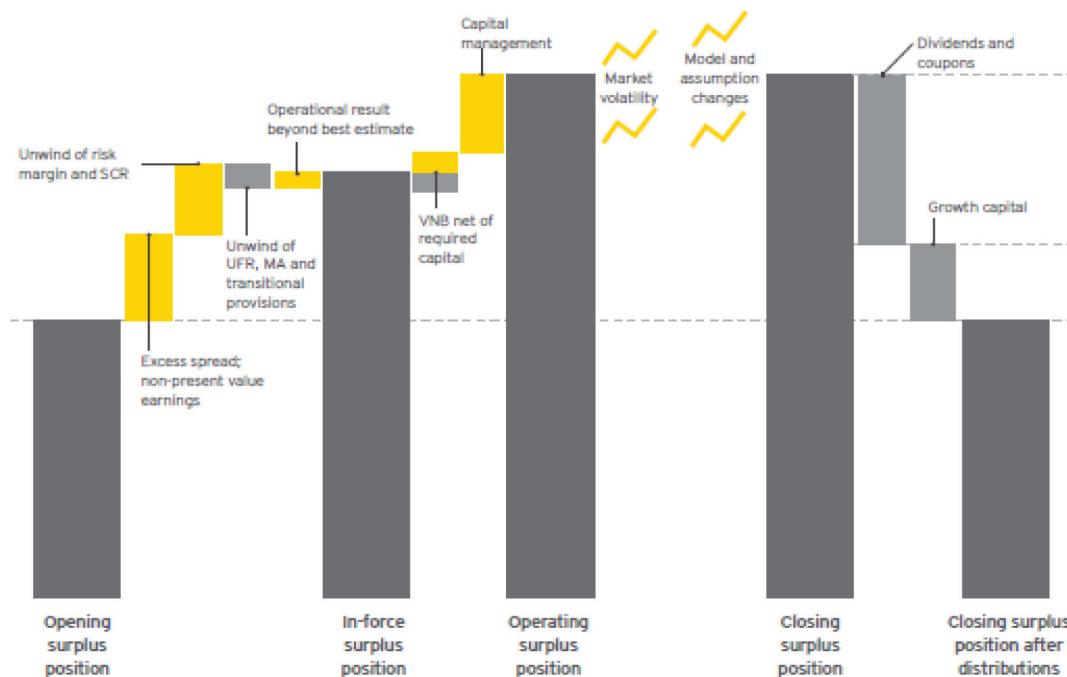 Capital
management
Market
volatility
Model and
assumption
changes
Dividends and
coupons
Operational result
beyond best estimate
Unwind of risk
margin and SCR
Unwind of
UFR, MA and
transitional
provisions
VNB net of
required
capital
Growth capital
Excess spread;
non-present value
earnings
Opening
surplus
position
In-force
surplus
position
Operating
surplus
position
Closing
surplus
position
Closing surplus
position after
distributions